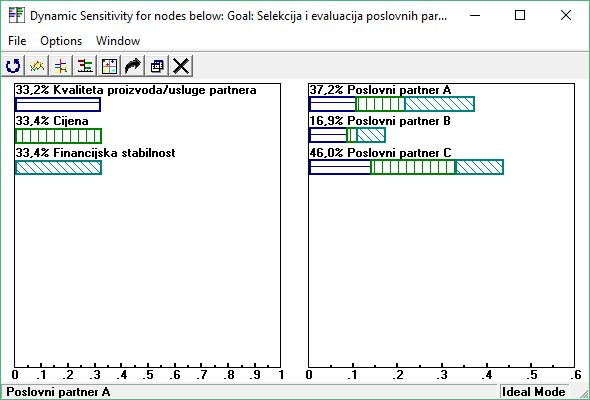 Dynamic Sensitivity for nodes below: Goal: Selekcija i evaluacija poslovnih par...
File Options Window
33,2% Kvaliteta proizvoda/usluge partnera
33,4% Cijena
33,4% Financijska stabilnost
37,2% Poslovni partner A
16,9% Poslovni partner B
46,0% Poslovni partner C
0 .1 .2 .3 .4 .5 .6 .7 .8 .9 1
0 .1 .2 .3 .4 .5 .6
Poslovni partner A
Ideal Mode